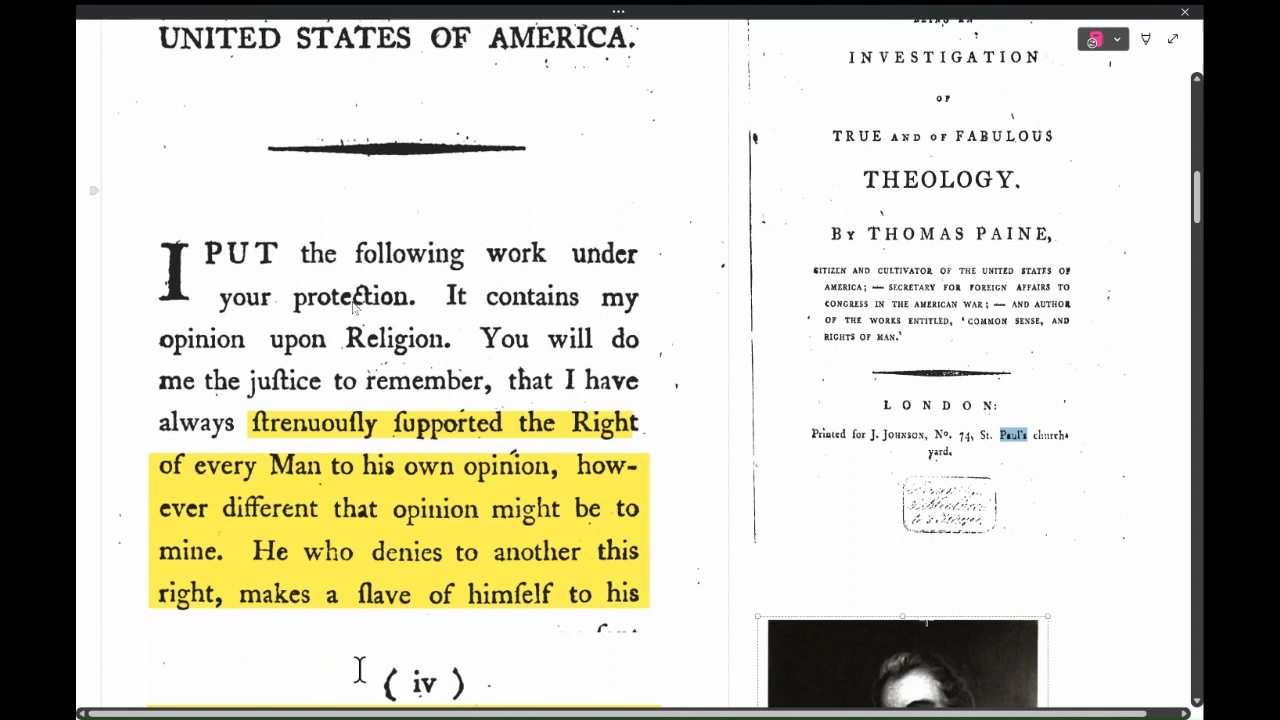 UNITED STATES OF AMERICA.
I PUT the following work under
your protection. It contains my
opinion upon Religion. You will do
me the juſtice to remember, that I have
always ſtrenuouſly ſupported the Right
of every Man to his own opinion, how-
ever different that opinion might be to
mine. He who denies to another this
right, makes a ſlave of himſelf to his
( iv )
BEING AN
INVESTIGATION
OF
TRUE AND OF FABULOUS
THEOLOGY.
BY THOMAS PAINE,
CITIZEN AND CULTIVATOR OF THE UNITED STATES OF
AMERICA; — SECRETARY FOR FOREIGN AFFAIRS TO
CONGRESS IN THE AMERICAN WAR; — AND AUTHOR
OF THE WORKS ENTITLED, 'COMMON SENSE, AND
RIGHTS OF MAN.'
LONDON:
Printed for J. JOHNSON, No. 74, St. Paul's church-
yard.